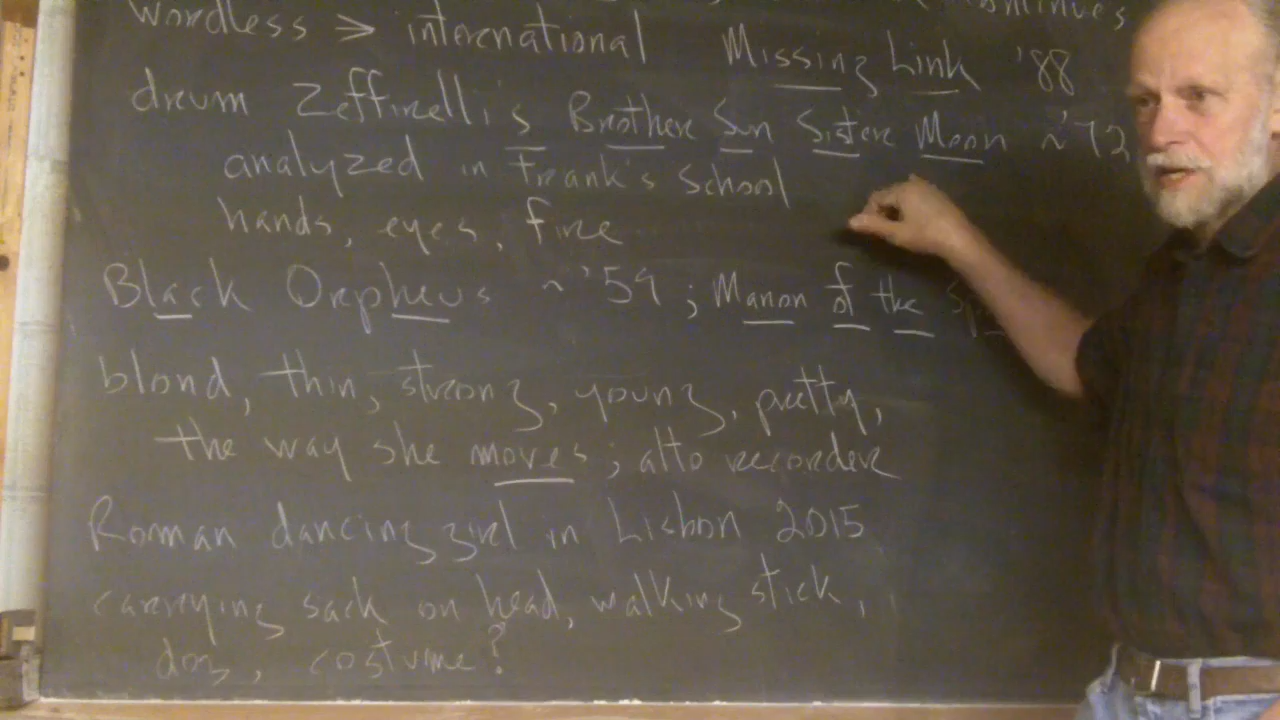 continues
wordless ⇒ international Missing Link '88
drum Zeffirelli's Brother Sun Sister Moon ~'72
analyzed in Frank's School
hands, eyes, fire
Black Orpheus ~'59; Manon of the
blond, thin, strong, young, pretty,
the way she moves; alto recorder
Roman dancing girl in Lisbon 2015
carrying sack on head, walking stick,
dog, costume?